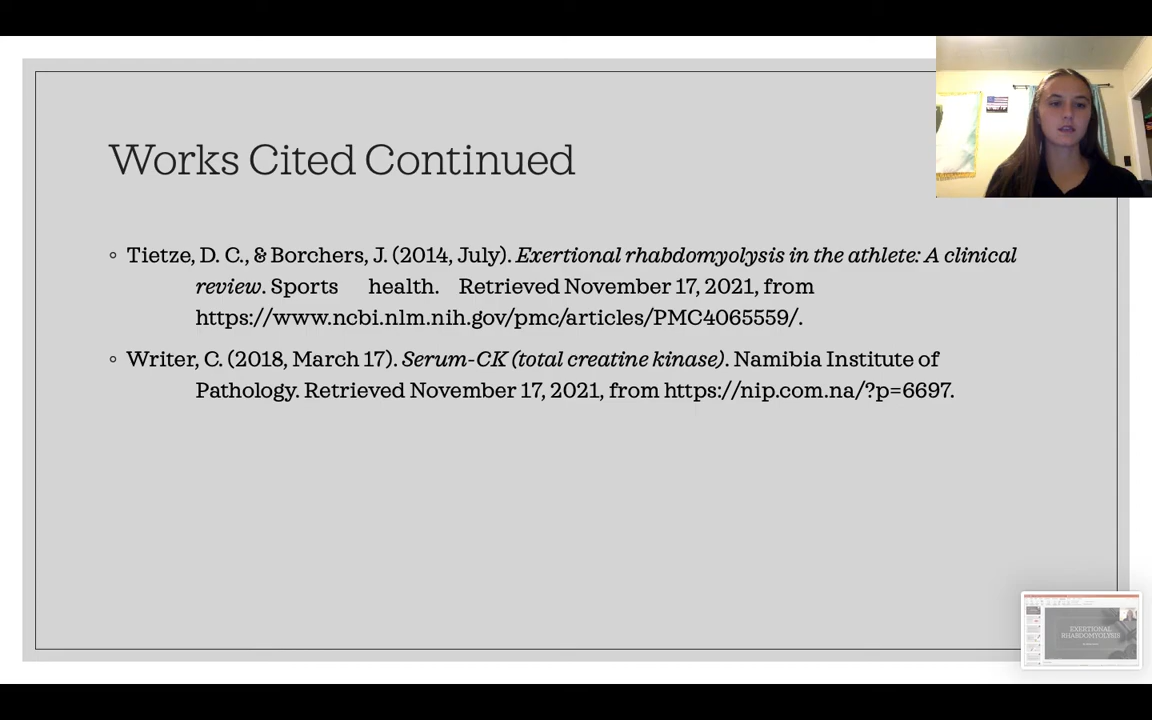 Works Cited Continued
Tietze, D. C., & Borchers, J. (2014, July). Exertional rhabdomyolysis in the athlete: A clinical
review. Sports health. Retrieved November 17, 2021, from
https://www.ncbi.nlm.nih.gov/pmc/articles/PMC4065559/.
Writer, C. (2018, March 17). Serum-CK (total creatine kinase). Namibia Institute of
Pathology. Retrieved November 17, 2021, from https://nip.com.na/?p=6697.
EXERTIONAL
RHABDOMYOLYSIS